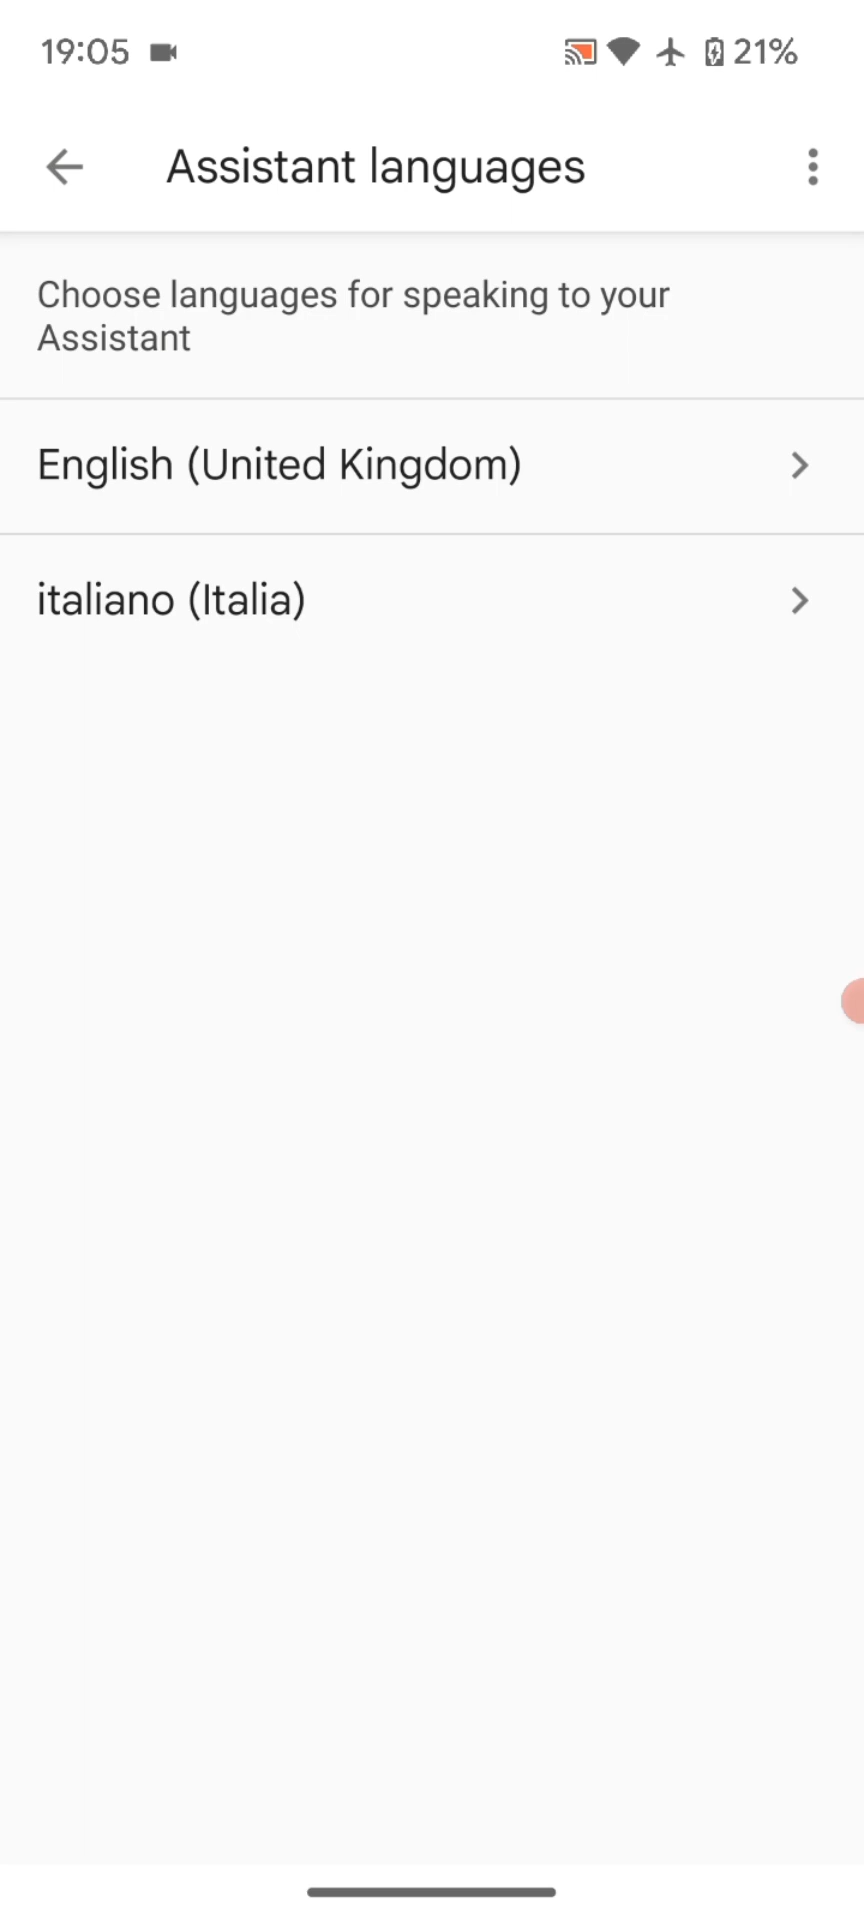 19:05
21%
Assistant languages
Choose languages for speaking to your
Assistant
English (United Kingdom)
italiano (Italia)